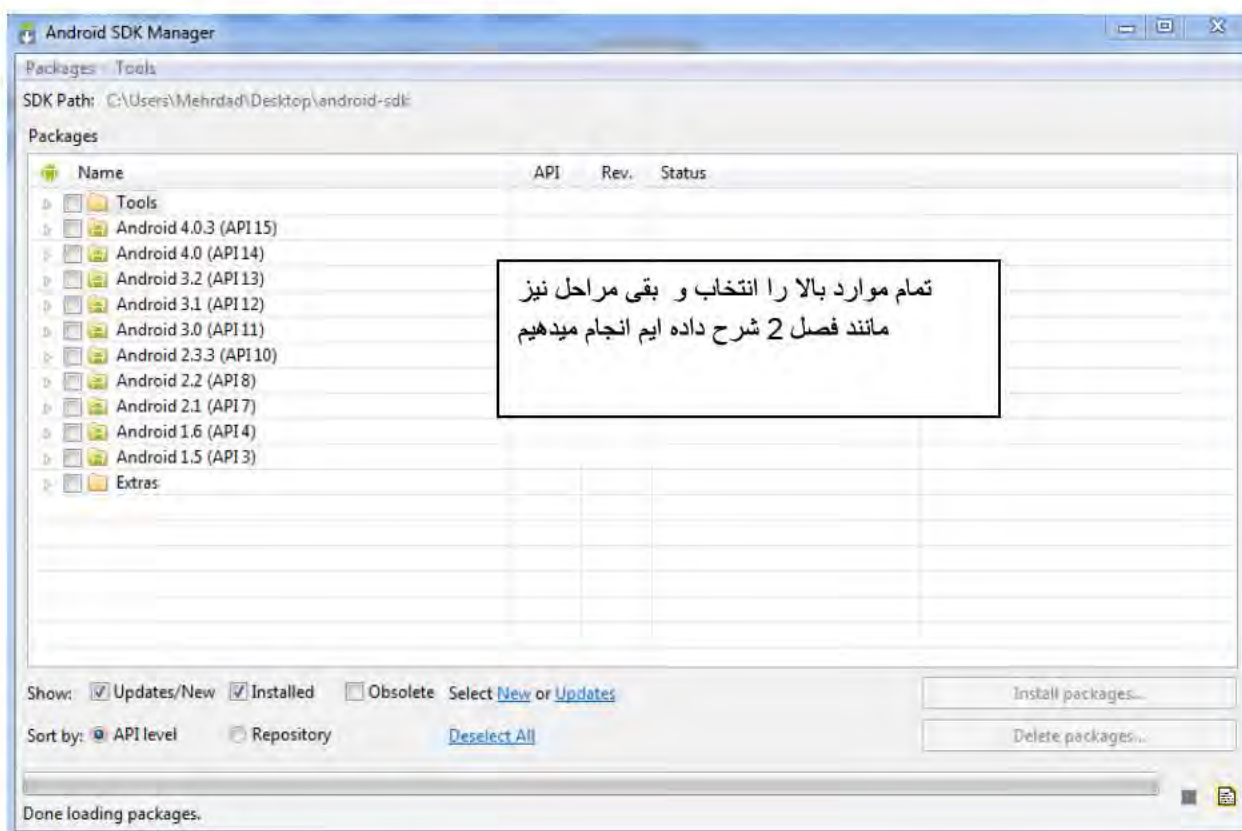 Android SDK Manager
Packages Tools
SDK Path: C:\Users\Mehrdad\Desktop\android-sdk
Packages
Name API Rev. Status
Tools
Android 4.0.3 (API 15)
Android 4.0 (API 14)
Android 3.2 (API 13)
Android 3.1 (API 12)
Android 3.0 (API 11)
Android 2.3.3 (API 10)
Android 2.2 (API 8)
Android 2.1 (API 7)
Android 1.6 (API 4)
Android 1.5 (API 3)
Extras
تمام موارد بالا را انتخاب و بقی مراحل نیز
مانند فصل 2 شرح داده ایم انجام میدهیم
Show: Updates/New Installed Obsolete Select New or Updates Install packages...
Sort by: API level Repository Deselect All Delete packages...
Done loading packages.